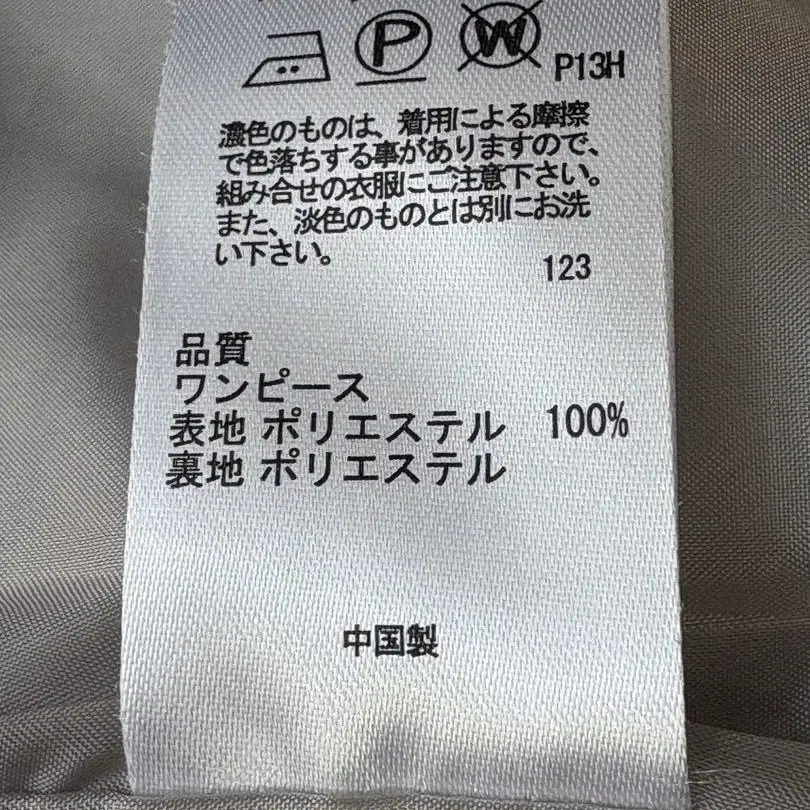 P
W
P13H
濃色のものは、着用による摩擦
で色落ちする事がありますので、
組み合せの衣服にご注意下さい。
また、淡色のものとは別にお洗
い下さい。
123
品質
ワンピース
表地 ポリエステル 100%
裏地 ポリエステル
中国製